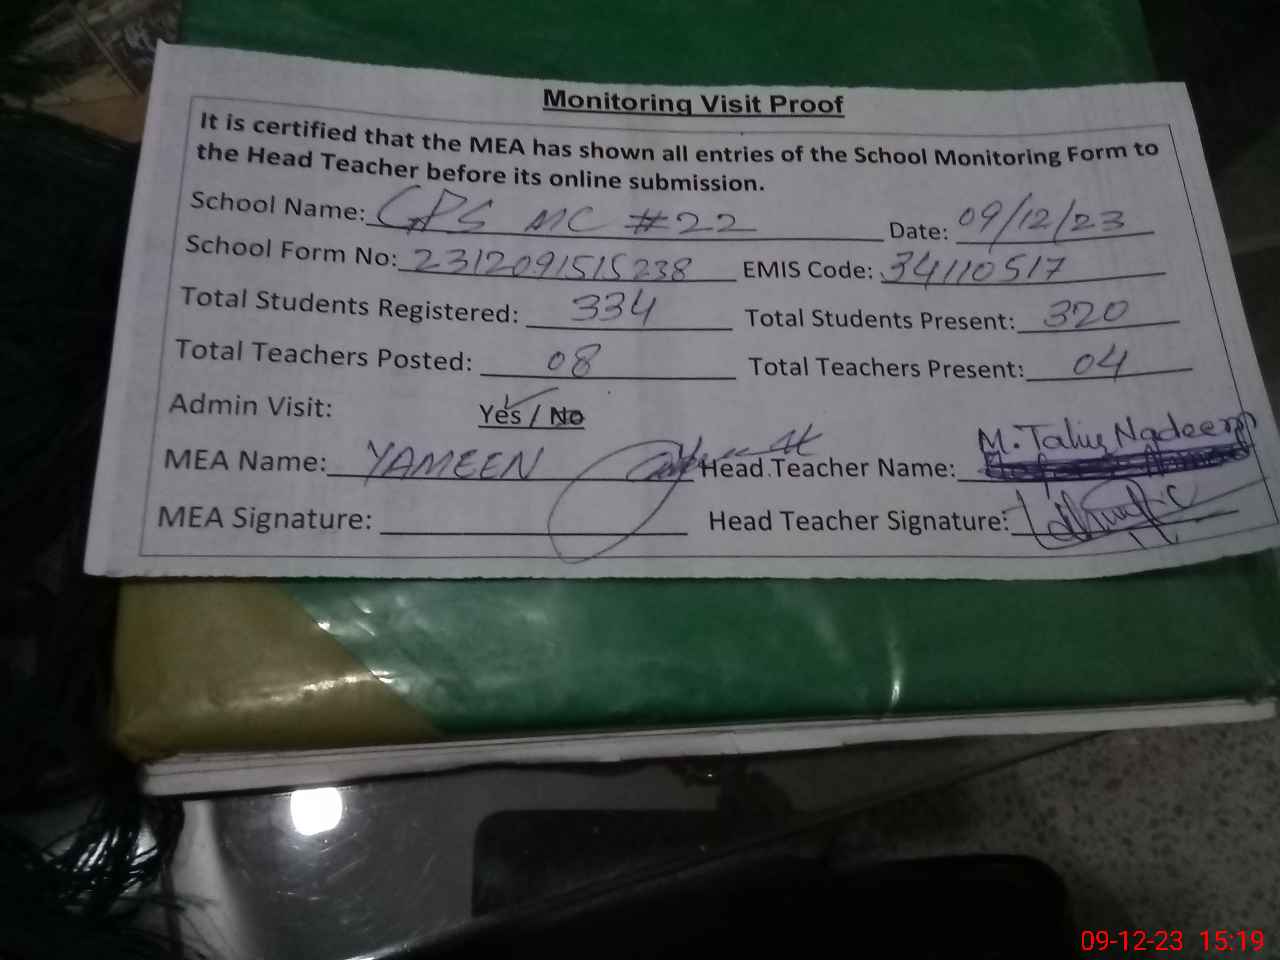 Monitoring Visit Proof
It is certified that the MEA has shown all entries of the School Monitoring Form to
the Head Teacher before its online submission.
School Name: GPS MC #22 Date: 09/12/23
School Form No: 2312091515238 EMIS Code: 34110517
Total Students Registered: 334 Total Students Present: 320
Total Teachers Posted: 08 Total Teachers Present: 04
Admin Visit: Yes / No
MEA Name: YAMEEN Head Teacher Name: M. Nadeem
MEA Signature: Head Teacher Signature:
09-12-23 15:19